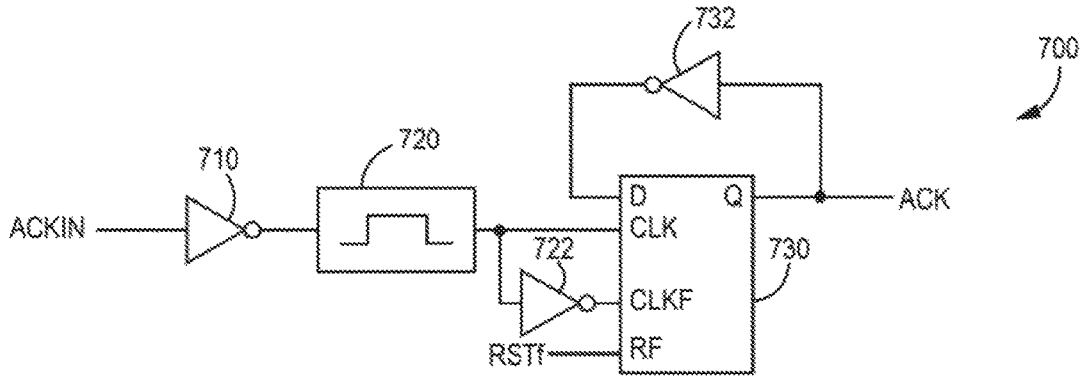 732
700
720
710
D
Q
ACK
ACKIN
CLK
722
730
CLKF
RSTf
RF